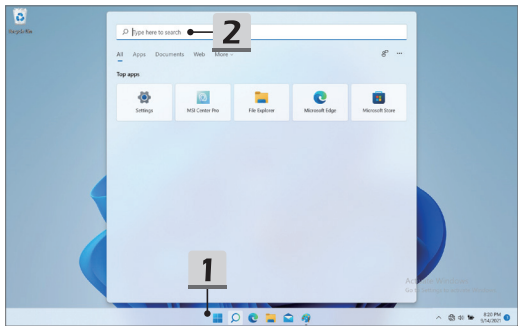 Recycle Bin
Type here to search
2
All Apps Documents Web More
Top apps
Settings
MSI Center Pro
File Explorer
Microsoft Edge
Microsoft Store
1
8:20 PM
5/14/2021